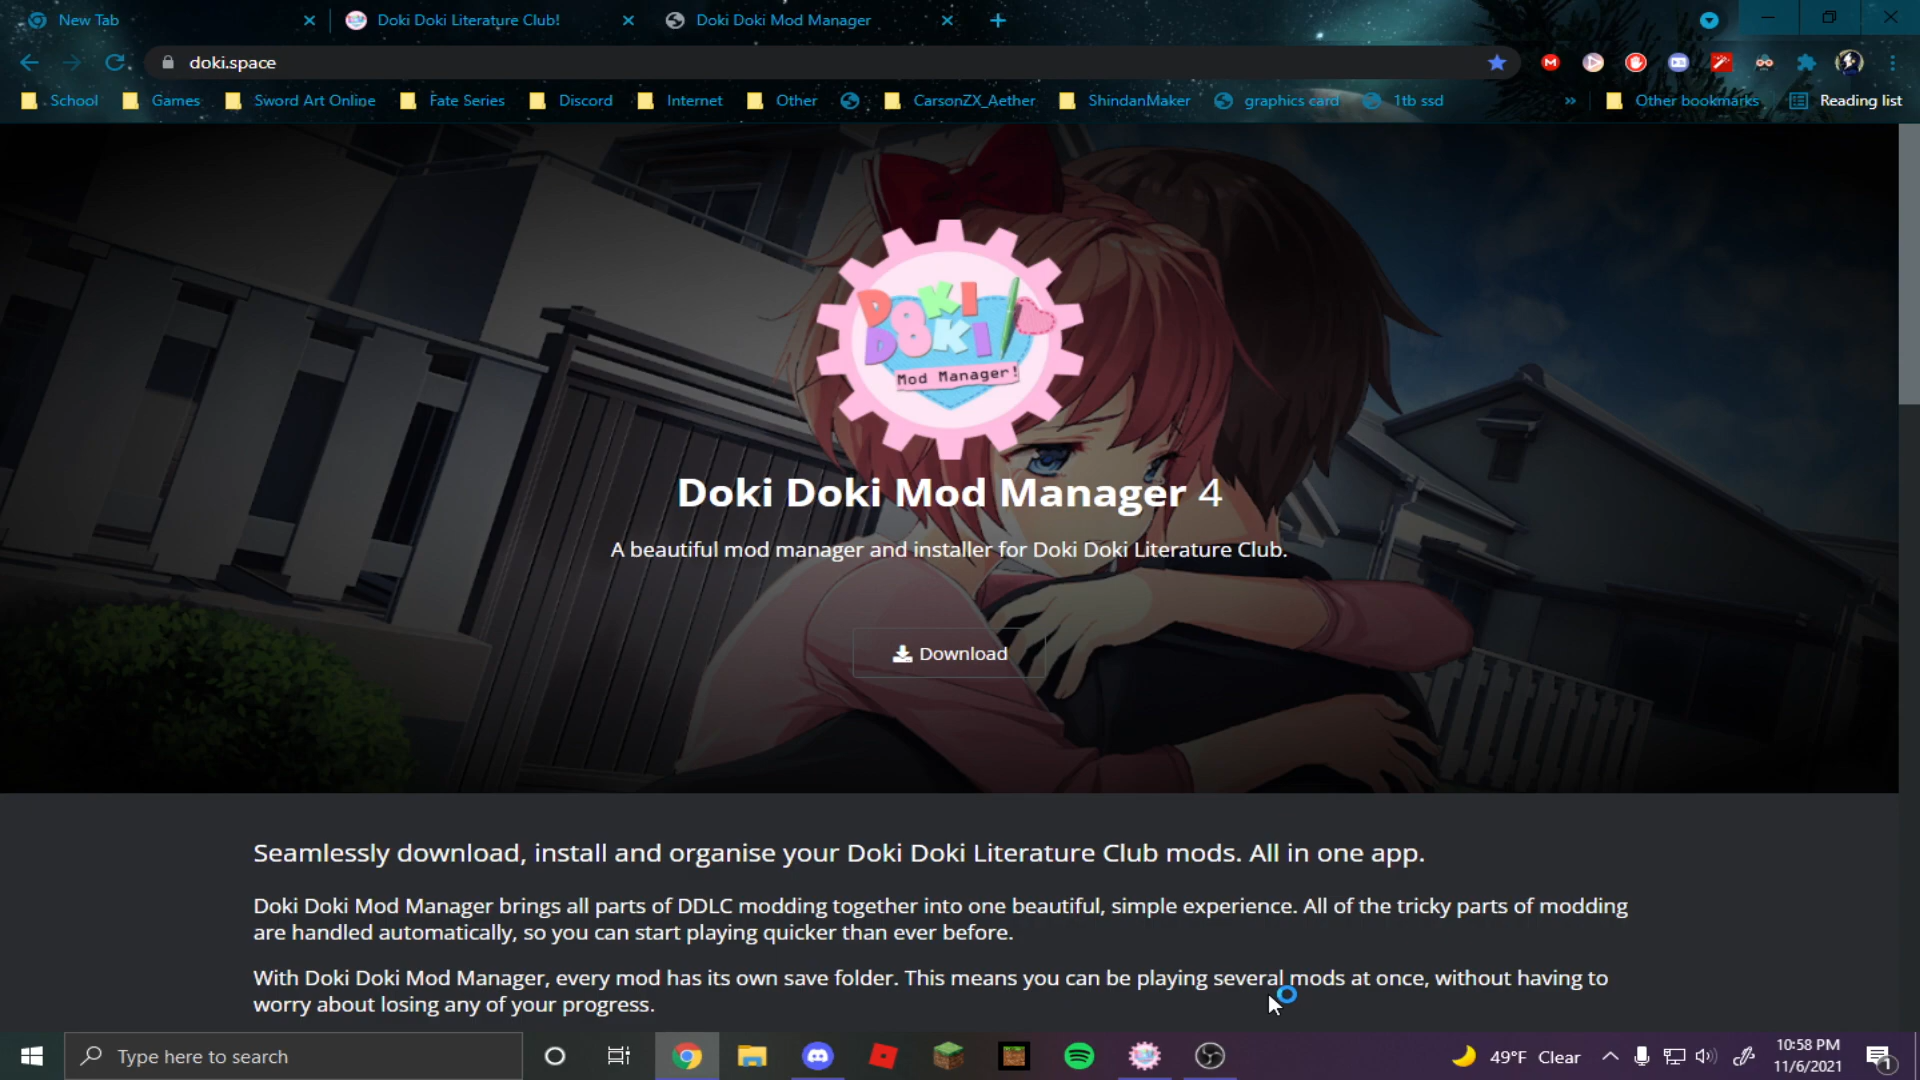 New Tab
Doki Doki Literature Club!
Doki Doki Mod Manager
doki.space
School
Games
Sword Art Online
Fate Series
Discord
Internet
Other
CarsonZX_Aether
ShindanMaker
graphics card
1tb ssd
»
Other bookmarks
Reading list
DOKI
DOKI
Mod Manager!
Doki Doki Mod Manager 4
A beautiful mod manager and installer for Doki Doki Literature Club.
Download
Seamlessly download, install and organise your Doki Doki Literature Club mods. All in one app.
Doki Doki Mod Manager brings all parts of DDLC modding together into one beautiful, simple experience. All of the tricky parts of modding
are handled automatically, so you can start playing quicker than ever before.
With Doki Doki Mod Manager, every mod has its own save folder. This means you can be playing several mods at once, without having to
worry about losing any of your progress.
Type here to search
49°F Clear
10:58 PM
11/6/2021
1